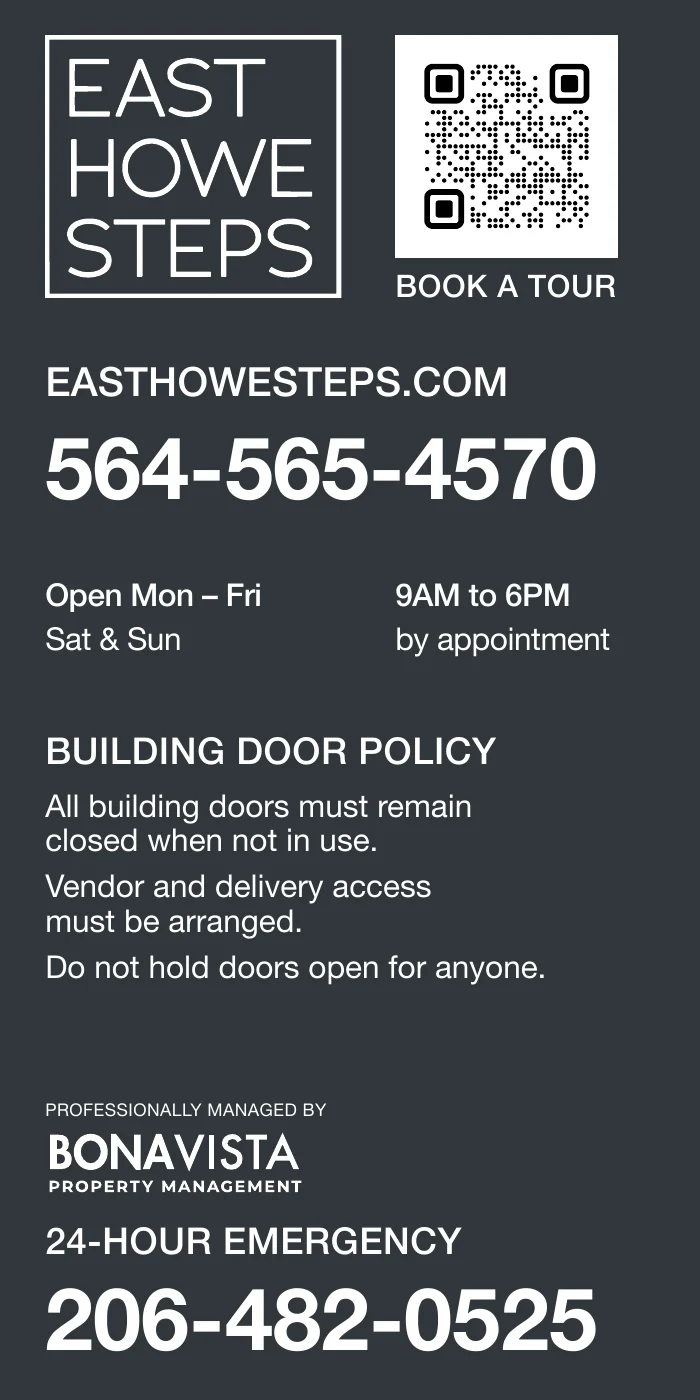 EAST
HOWE
STEPS
BOOK A TOUR
EASTHOWESTEPS.COM
564-565-4570
Open Mon – Fri 9AM to 6PM
Sat & Sun by appointment
BUILDING DOOR POLICY
All building doors must remain
closed when not in use.
Vendor and delivery access
must be arranged.
Do not hold doors open for anyone.
PROFESSIONALLY MANAGED BY
BONAVISTA
PROPERTY MANAGEMENT
24-HOUR EMERGENCY
206-482-0525